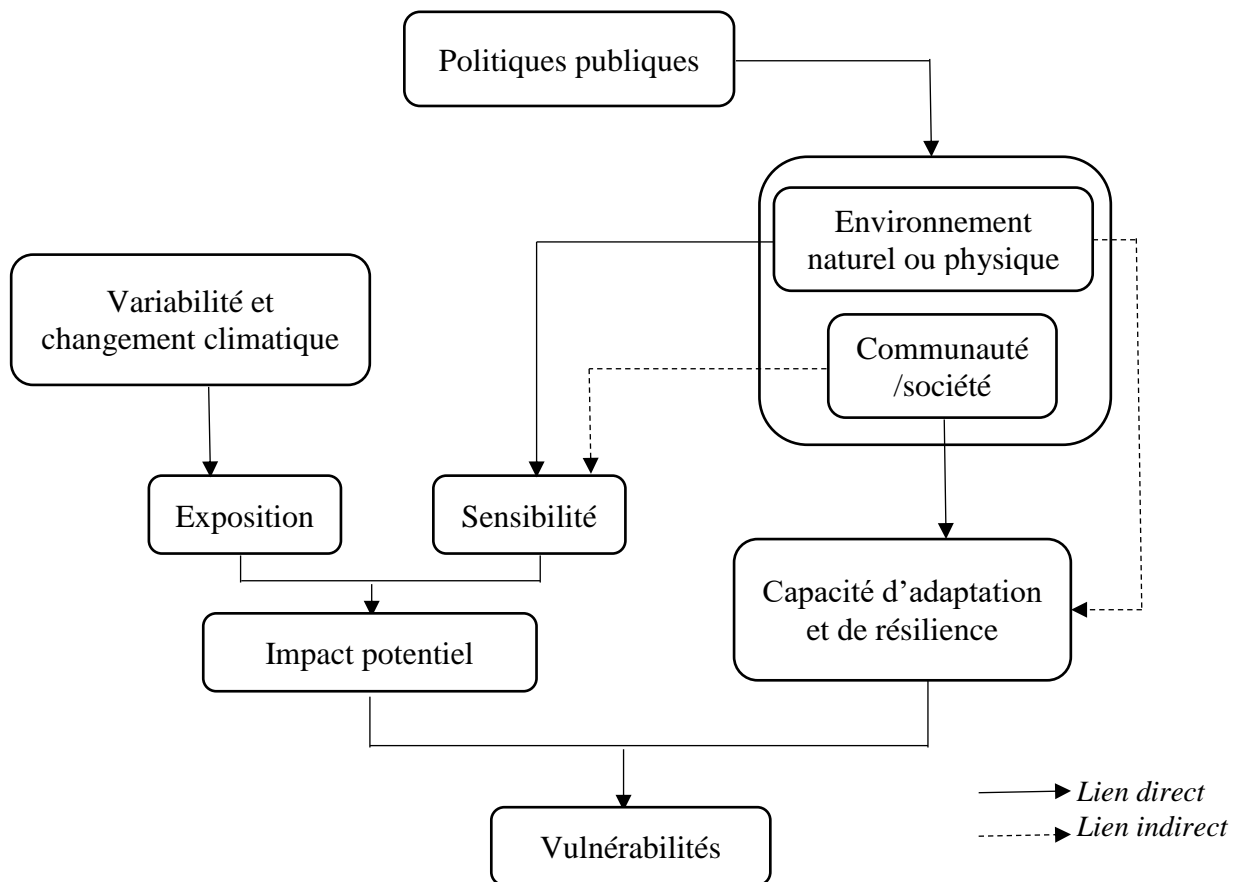 Politiques publiques
Environnement
naturel ou physique
Variabilité et
changement climatique
Communauté
/société
Exposition
Sensibilité
Capacité d’adaptation
et de résilience
Impact potentiel
Lien direct
Lien indirect
Vulnérabilités